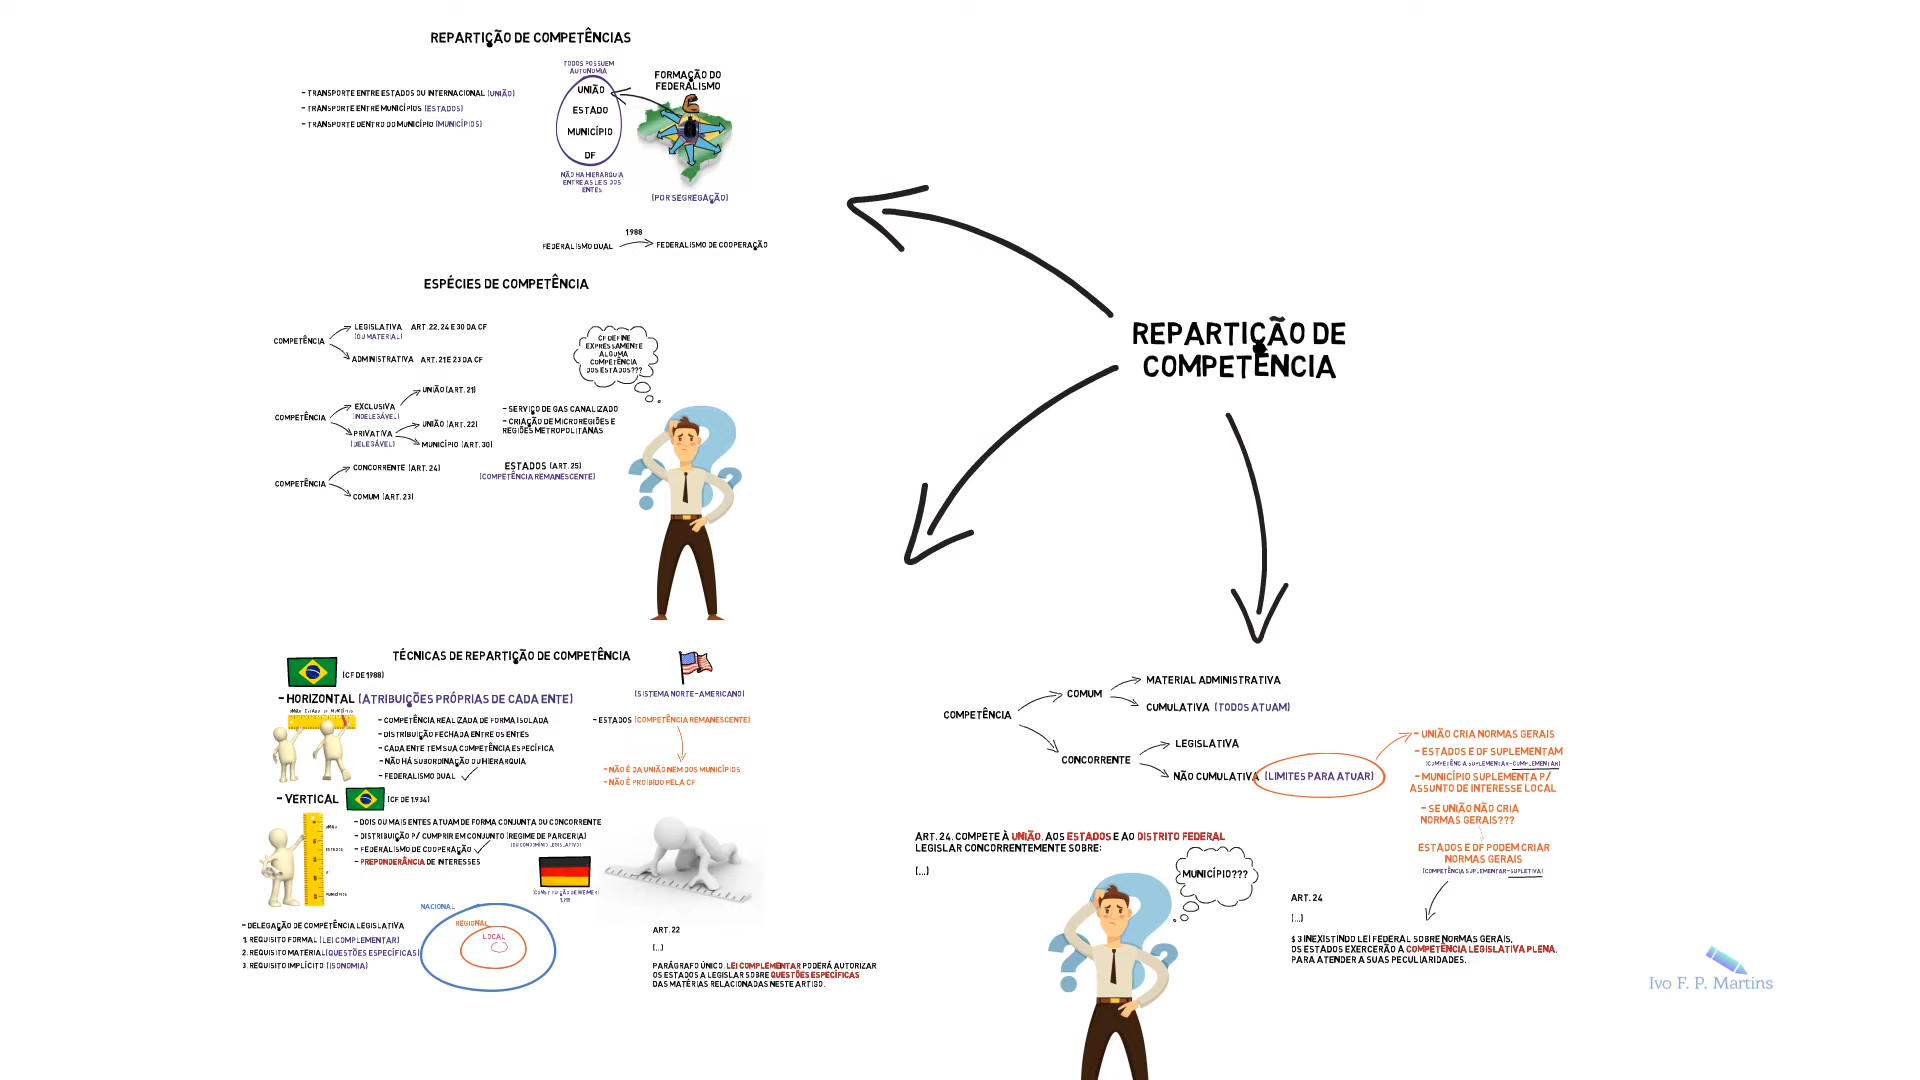 REPARTIÇÃO DE COMPETÊNCIAS
TODOS POSSUEM
AUTONOMIA
FORMAÇÃO DO
FEDERALISMO
- TRANSPORTE ENTRE ESTADOS OU INTERNACIONAL (UNIÃO)
- TRANSPORTE ENTRE MUNICÍPIOS (ESTADOS)
- TRANSPORTE DENTRO DO MUNICÍPIO (MUNICÍPIOS)
UNIÃO
ESTADO
MUNICÍPIO
DF
NÃO HA HIERARQUIA
ENTRE AS LEIS DOS
ENTES
(POR SEGREGAÇÃO)
1988
FEDERALISMO DUAL
FEDERALISMO DE COOPERAÇÃO
ESPÉCIES DE COMPETÊNCIA
COMPETÊNCIA
LEGISLATIVA ART. 22, 24 E 30 DA CF
(OU MATERIAL)
ADMINISTRATIVA ART. 21 E 23 DA CF
CF DEFINE
EXPRESSAMENTE
ALGUMA
COMPETÊNCIA
DOS ESTADOS???
COMPETÊNCIA
EXCLUSIVA
(INDELEGÁVEL)
UNIÃO (ART. 21)
PRIVATIVA
(DELEGÁVEL)
UNIÃO (ART. 22)
MUNICÍPIO (ART. 30)
- SERVIÇO DE GAS CANALIZADO
- CRIAÇÃO DE MICROREGIÕES E
REGIÕES METROPOLITANAS
COMPETÊNCIA
CONCORRENTE (ART. 24)
COMUM (ART. 23)
ESTADOS (ART. 25)
(COMPETÊNCIA REMANESCENTE)
REPARTIÇÃO DE
COMPETÊNCIA
TÉCNICAS DE REPARTIÇÃO DE COMPETÊNCIA
(CF DE 1988)
- HORIZONTAL (ATRIBUIÇÕES PRÓPRIAS DE CADA ENTE)
- COMPETÊNCIA REALIZADA DE FORMA ISOLADA
- DISTRIBUIÇÃO FECHADA ENTRE OS ENTES
- CADA ENTE TEM SUA COMPETÊNCIA ESPECÍFICA
- NÃO HÁ SUBORDINAÇÃO OU HIERARQUIA
- FEDERALISMO DUAL
(SISTEMA NORTE-AMERICANO)
- ESTADOS (COMPETÊNCIA REMANESCENTE)
- NÃO É DA UNIÃO NEM DOS MUNICÍPIOS
- NÃO É PROIBIDO PELA CF
- VERTICAL
(CF DE 1.934)
- DOIS OU MAIS ENTES ATUAM DE FORMA CONJUNTA OU CONCORRENTE
- DISTRIBUIÇÃO P/ CUMPRIR EM CONJUNTO (REGIME DE PARCERIA)
(OU CONDOMÍNIO LEGISLATIVO)
- FEDERALISMO DE COOPERAÇÃO
- PREPONDERÂNCIA DE INTERESSES
NACIONAL
REGIONAL
LOCAL
- DELEGAÇÃO DE COMPETÊNCIA LEGISLATIVA
1. REQUISITO FORMAL (LEI COMPLEMENTAR)
2. REQUISITO MATERIAL (QUESTÕES ESPECÍFICAS)
3. REQUISITO IMPLÍCITO (ISONOMIA)
ART. 22
(...)
PARÁGRAFO ÚNICO. LEI COMPLEMENTAR PODERÁ AUTORIZAR
OS ESTADOS A LEGISLAR SOBRE QUESTÕES ESPECÍFICAS
DAS MATÉRIAS RELACIONADAS NESTE ARTIGO.
COMPETÊNCIA
COMUM
MATERIAL ADMINISTRATIVA
CUMULATIVA (TODOS ATUAM)
CONCORRENTE
LEGISLATIVA
NÃO CUMULATIVA (LIMITES PARA ATUAR)
- UNIÃO CRIA NORMAS GERAIS
- ESTADOS E DF SUPLEMENTAM
(COMPETÊNCIA SUPLEMENTAR-COMPLEMENTAR)
- MUNICÍPIO SUPLEMENTA P/
ASSUNTO DE INTERESSE LOCAL
- SE UNIÃO NÃO CRIA
NORMAS GERAIS???
ESTADOS E DF PODEM CRIAR
NORMAS GERAIS
(COMPETÊNCIA SUPLEMENTAR-SUPLETIVA)
ART. 24. COMPETE À UNIÃO, AOS ESTADOS E AO DISTRITO FEDERAL
LEGISLAR CONCORRENTEMENTE SOBRE:
(...)
MUNICÍPIO???
ART. 24
(...)
§ 3 INEXISTINDO LEI FEDERAL SOBRE NORMAS GERAIS,
OS ESTADOS EXERCERÃO A COMPETÊNCIA LEGISLATIVA PLENA,
PARA ATENDER A SUAS PECULIARIDADES.
Ivo F. P. Martins